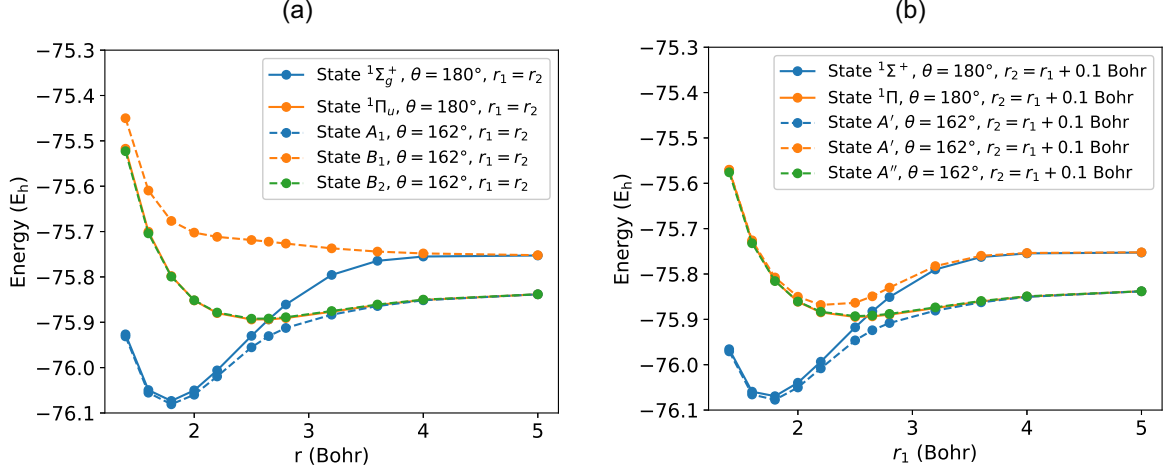 (a)
−75.3
−75.4
−75.5
−75.6
−75.7
−75.8
−75.9
−76.0
−76.1
Energy (E_h)
2
3
4
5
r (Bohr)
State ¹Σ_g⁺, θ = 180°, r₁ = r₂
State ¹Π_u, θ = 180°, r₁ = r₂
State A₁, θ = 162°, r₁ = r₂
State B₁, θ = 162°, r₁ = r₂
State B₂, θ = 162°, r₁ = r₂
(b)
−75.3
−75.4
−75.5
−75.6
−75.7
−75.8
−75.9
−76.0
−76.1
Energy (E_h)
2
3
4
5
r₁ (Bohr)
State ¹Σ⁺, θ = 180°, r₂ = r₁ + 0.1 Bohr
State ¹Π, θ = 180°, r₂ = r₁ + 0.1 Bohr
State A′, θ = 162°, r₂ = r₁ + 0.1 Bohr
State A′, θ = 162°, r₂ = r₁ + 0.1 Bohr
State A″, θ = 162°, r₂ = r₁ + 0.1 Bohr